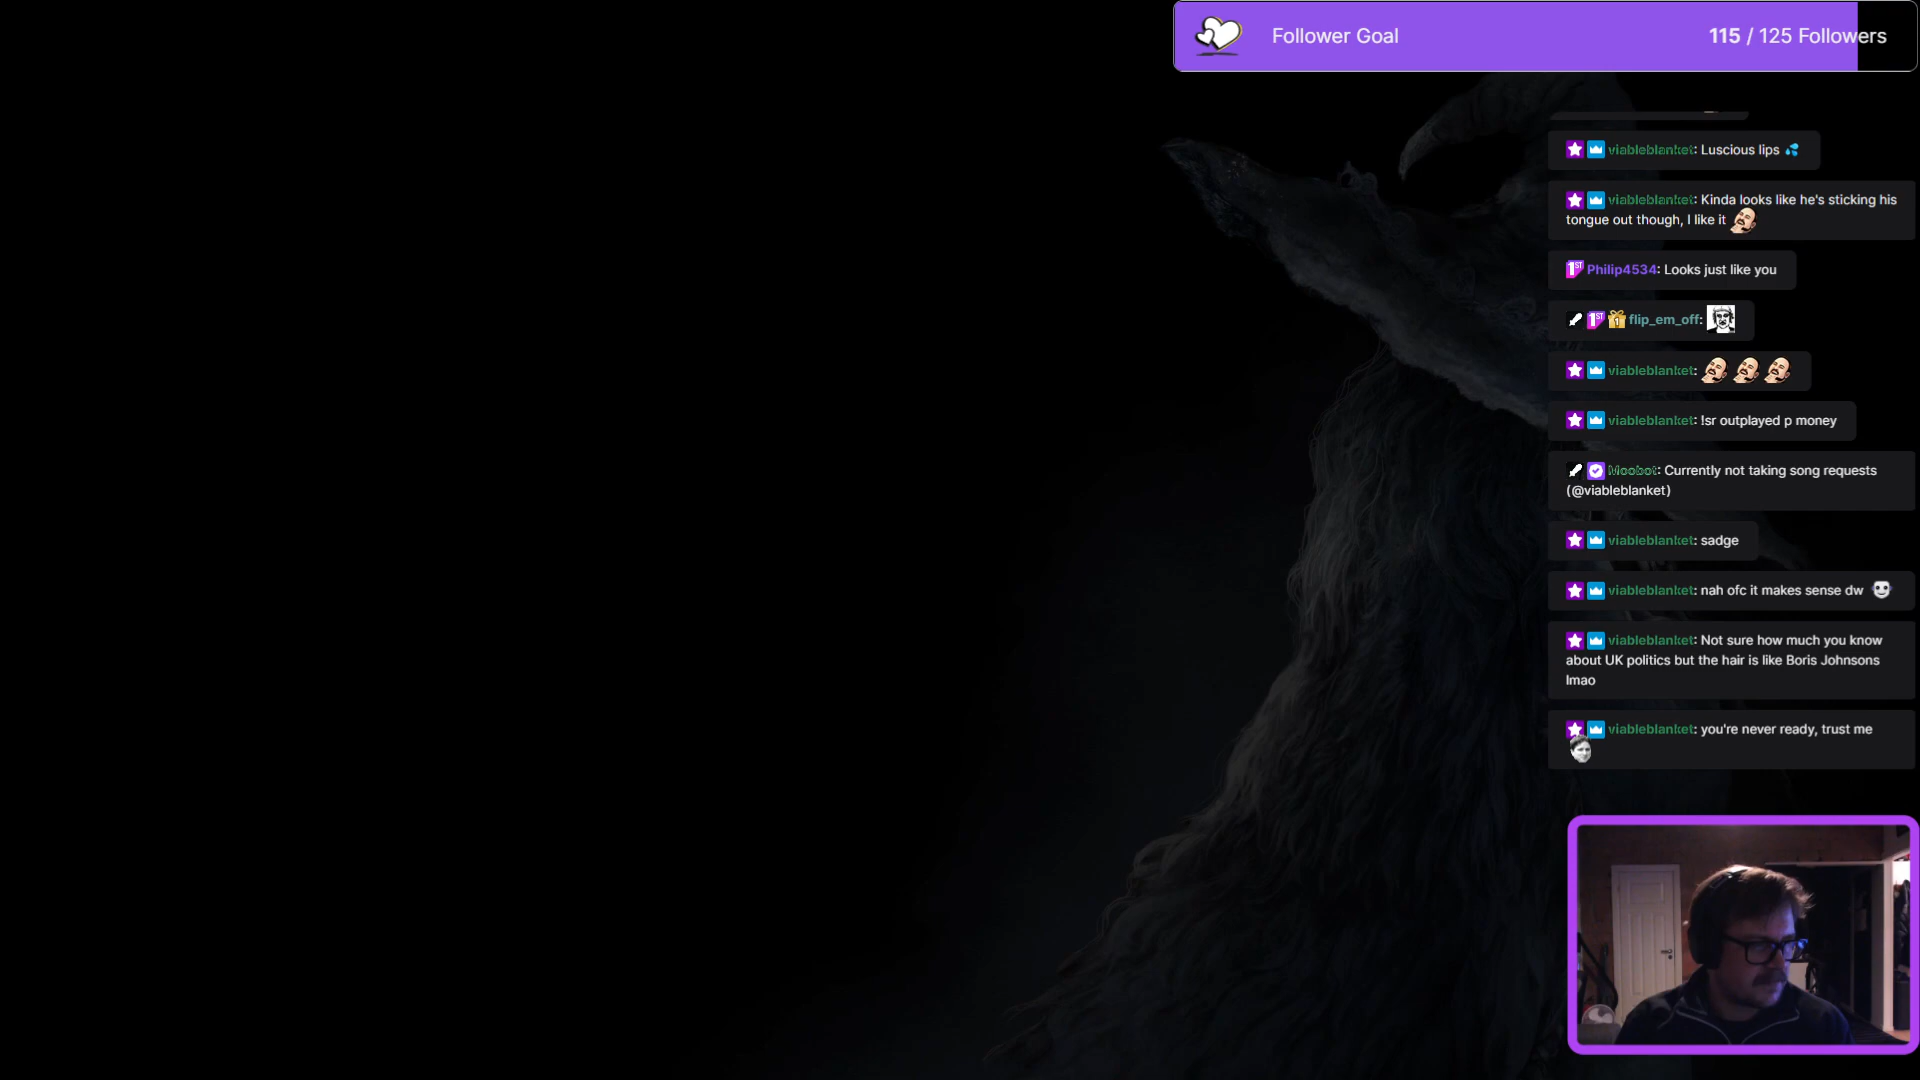 Follower Goal
115 / 125 Followers
viableblanket: Luscious lips 💦
viableblanket: Kinda looks like he's sticking his
tongue out though, I like it
1ST Philip4534: Looks just like you
1ST 1 flip_em_off:
viableblanket:
viableblanket: !sr outplayed p money
Moobot: Currently not taking song requests
(@viableblanket)
viableblanket: sadge
viableblanket: nah ofc it makes sense dw
viableblanket: Not sure how much you know
about UK politics but the hair is like Boris Johnsons
lmao
viableblanket: you're never ready, trust me